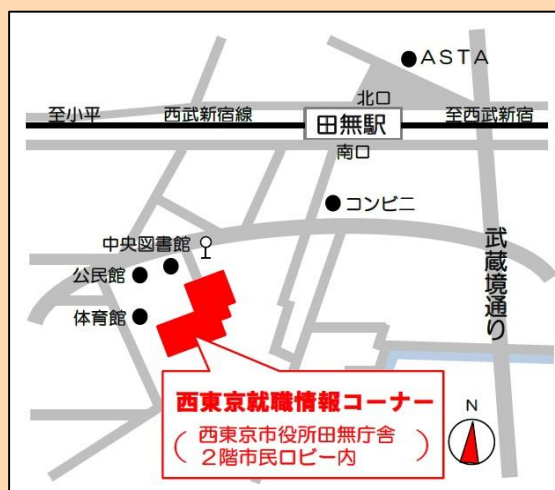 ASTA
北口
至小平
西武新宿線
田無駅
至西武新宿
南口
コンビニ
中央図書館
公民館
体育館
武蔵境通り
西東京就職情報コーナー
(西東京市役所田無庁舎
2階市民ロビー内)
N